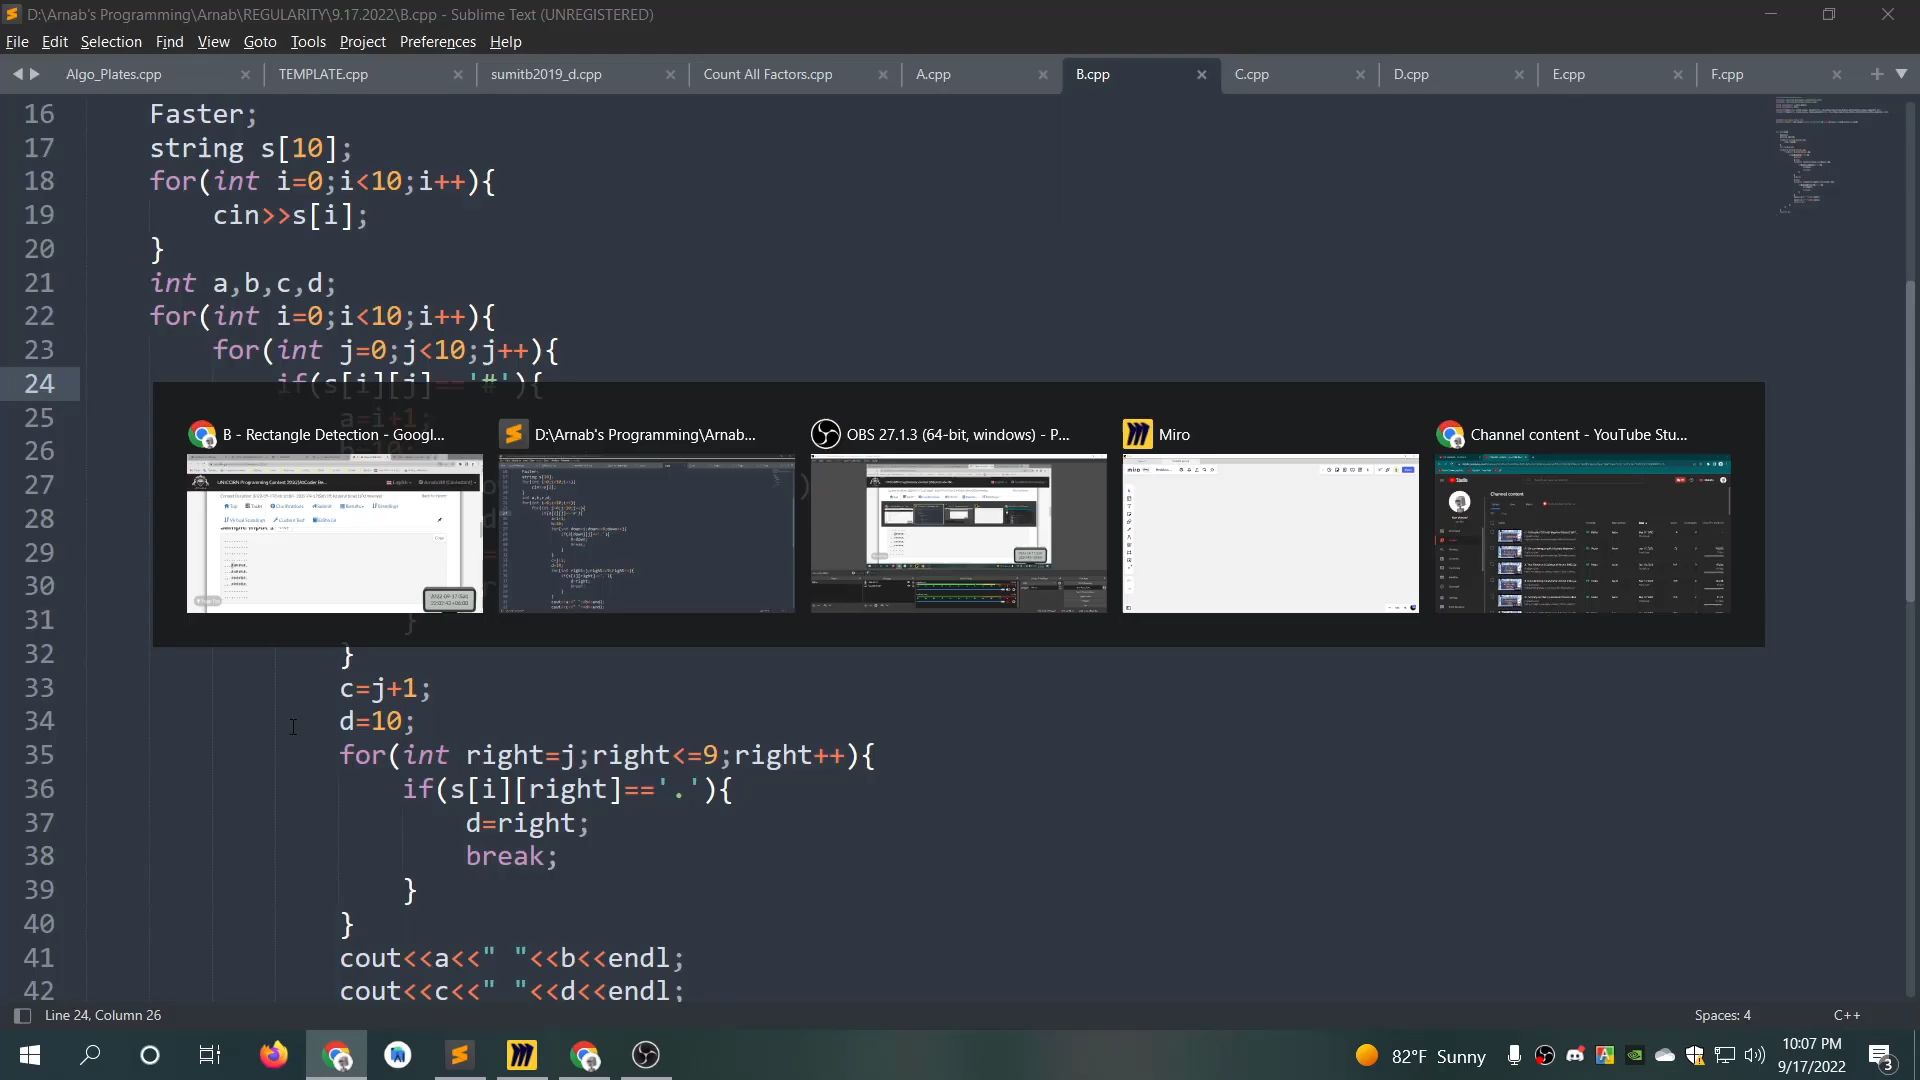 D:\Arnab's Programming\Arnab\REGULARITY\9.17.2022\B.cpp - Sublime Text (UNREGISTERED)
File Edit Selection Find View Goto Tools Project Preferences Help
Algo_Plates.cpp TEMPLATE.cpp sumitb2019_d.cpp Count All Factors.cpp A.cpp B.cpp C.cpp D.cpp E.cpp F.cpp
16 Faster;
17 string s[10];
18 for(int i=0;i<10;i++){
19 cin>>s[i];
20 }
21 int a,b,c,d;
22 for(int i=0;i<10;i++){
23 for(int j=0;j<10;j++){
24 if(s[i][j]=='#'){
25 a=i+1;
26
B - Rectangle Detection - Googl... D:\Arnab's Programming\Arnab... OBS 27.1.3 (64-bit, windows) - P... Miro Channel content - YouTube Stu...
27
28
29
30
31 }
32 }
33 c=j+1;
34 d=10;
35 for(int right=j;right<=9;right++){
36 if(s[i][right]=='.'){
37 d=right;
38 break;
39 }
40 }
41 cout<<a<<" "<<b<<endl;
42 cout<<c<<" "<<d<<endl;
Line 24, Column 26 Spaces: 4 C++
82°F Sunny 10:07 PM
9/17/2022
3